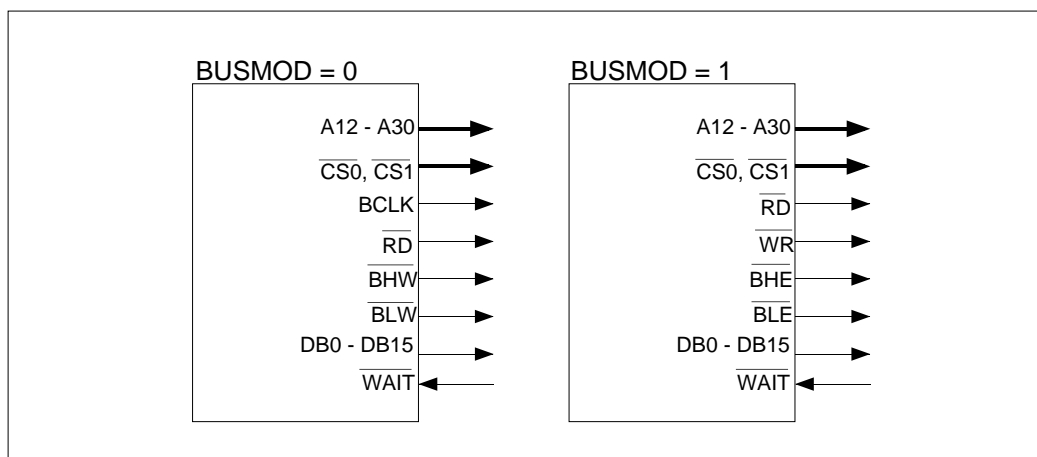 BUSMOD = 0
A12 - A30
CS0, CS1
BCLK
RD
BHW
BLW
DB0 - DB15
WAIT
BUSMOD = 1
A12 - A30
CS0, CS1
RD
WR
BHE
BLE
DB0 - DB15
WAIT